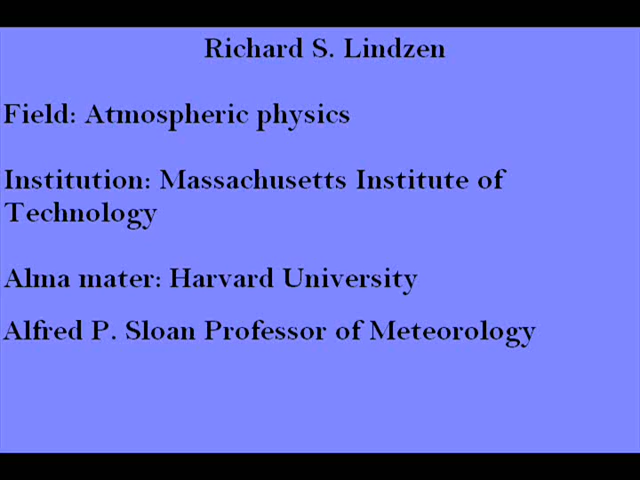 Richard S. Lindzen
Field: Atmospheric physics
Institution: Massachusetts Institute of
Technology
Alma mater: Harvard University
Alfred P. Sloan Professor of Meteorology